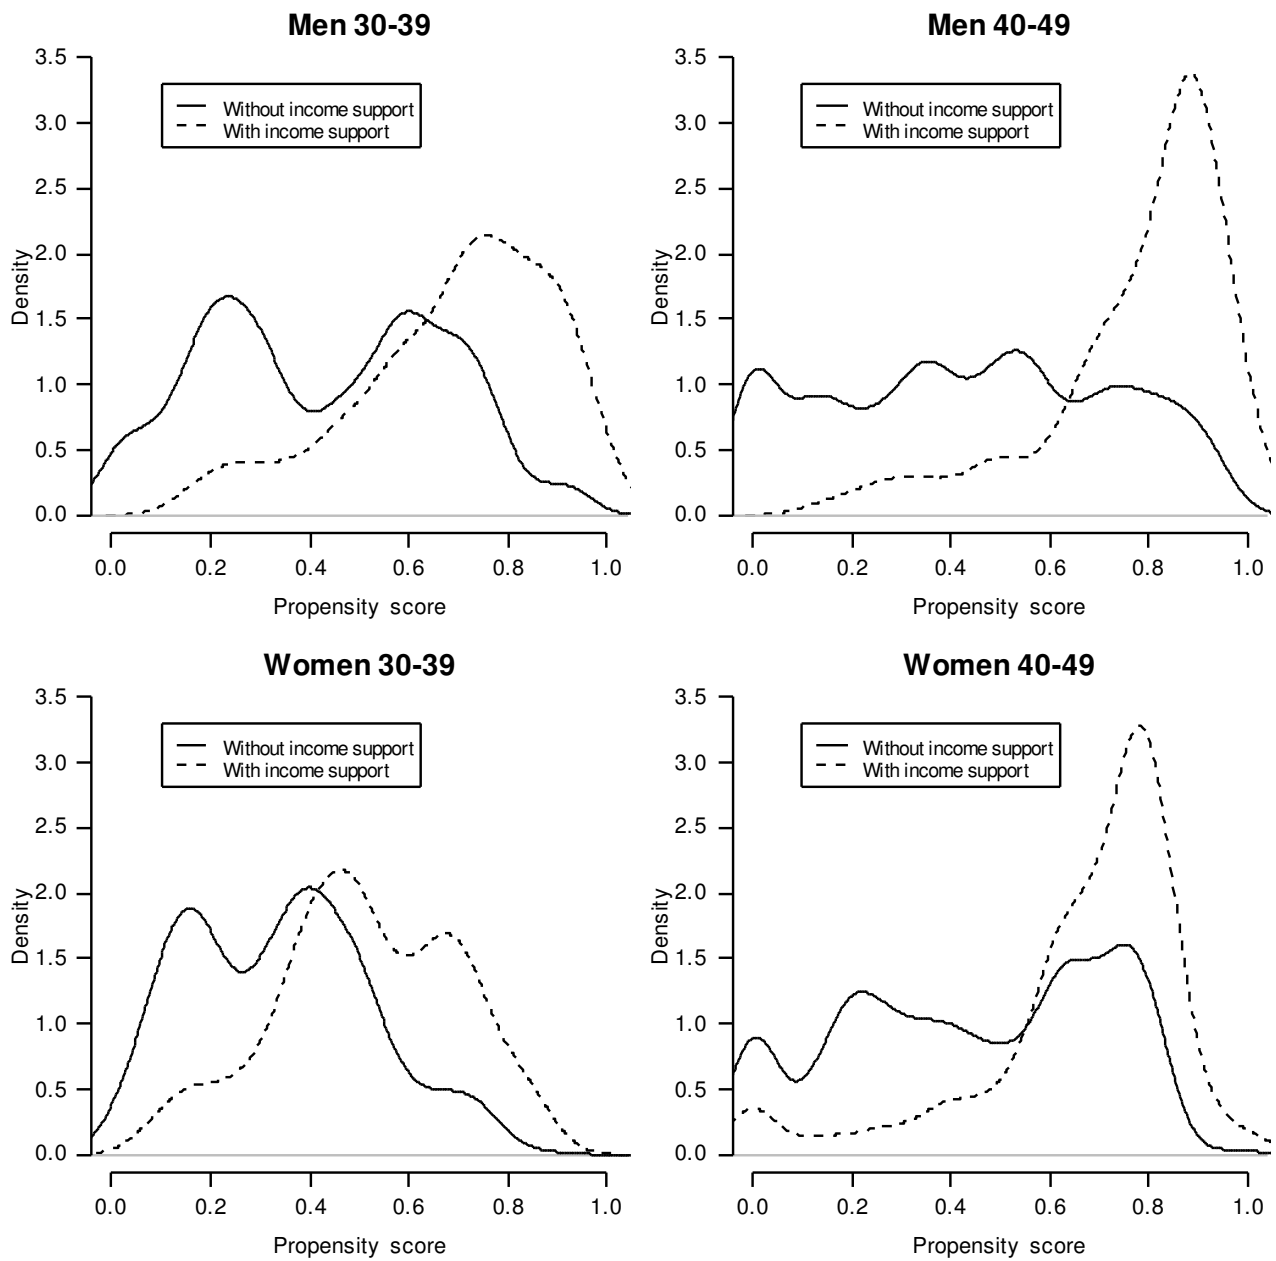 Men 30-39
3.5
3.0
2.5
2.0
1.5
1.0
0.5
0.0
Density
Without income support
With income support
0.0 0.2 0.4 0.6 0.8 1.0
Propensity score
Men 40-49
3.5
3.0
2.5
2.0
1.5
1.0
0.5
0.0
Density
Without income support
With income support
0.0 0.2 0.4 0.6 0.8 1.0
Propensity score
Women 30-39
3.5
3.0
2.5
2.0
1.5
1.0
0.5
0.0
Density
Without income support
With income support
0.0 0.2 0.4 0.6 0.8 1.0
Propensity score
Women 40-49
3.5
3.0
2.5
2.0
1.5
1.0
0.5
0.0
Density
Without income support
With income support
0.0 0.2 0.4 0.6 0.8 1.0
Propensity score